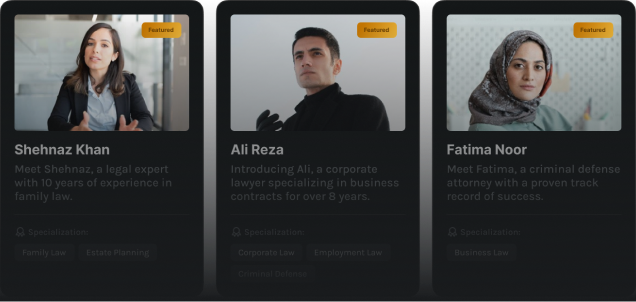 Featured
Shehnaz Khan
Meet Shehnaz, a legal expert
with 10 years of experience in
family law.
Specialization:
Family Law
Estate Planning
Featured
Ali Reza
Introducing Ali, a corporate
lawyer specializing in business
contracts for over 8 years.
Specialization:
Corporate Law
Employment Law
Criminal Defense
Featured
Fatima Noor
Meet Fatima, a criminal defense
attorney with a proven track
record of success.
Specialization:
Business Law